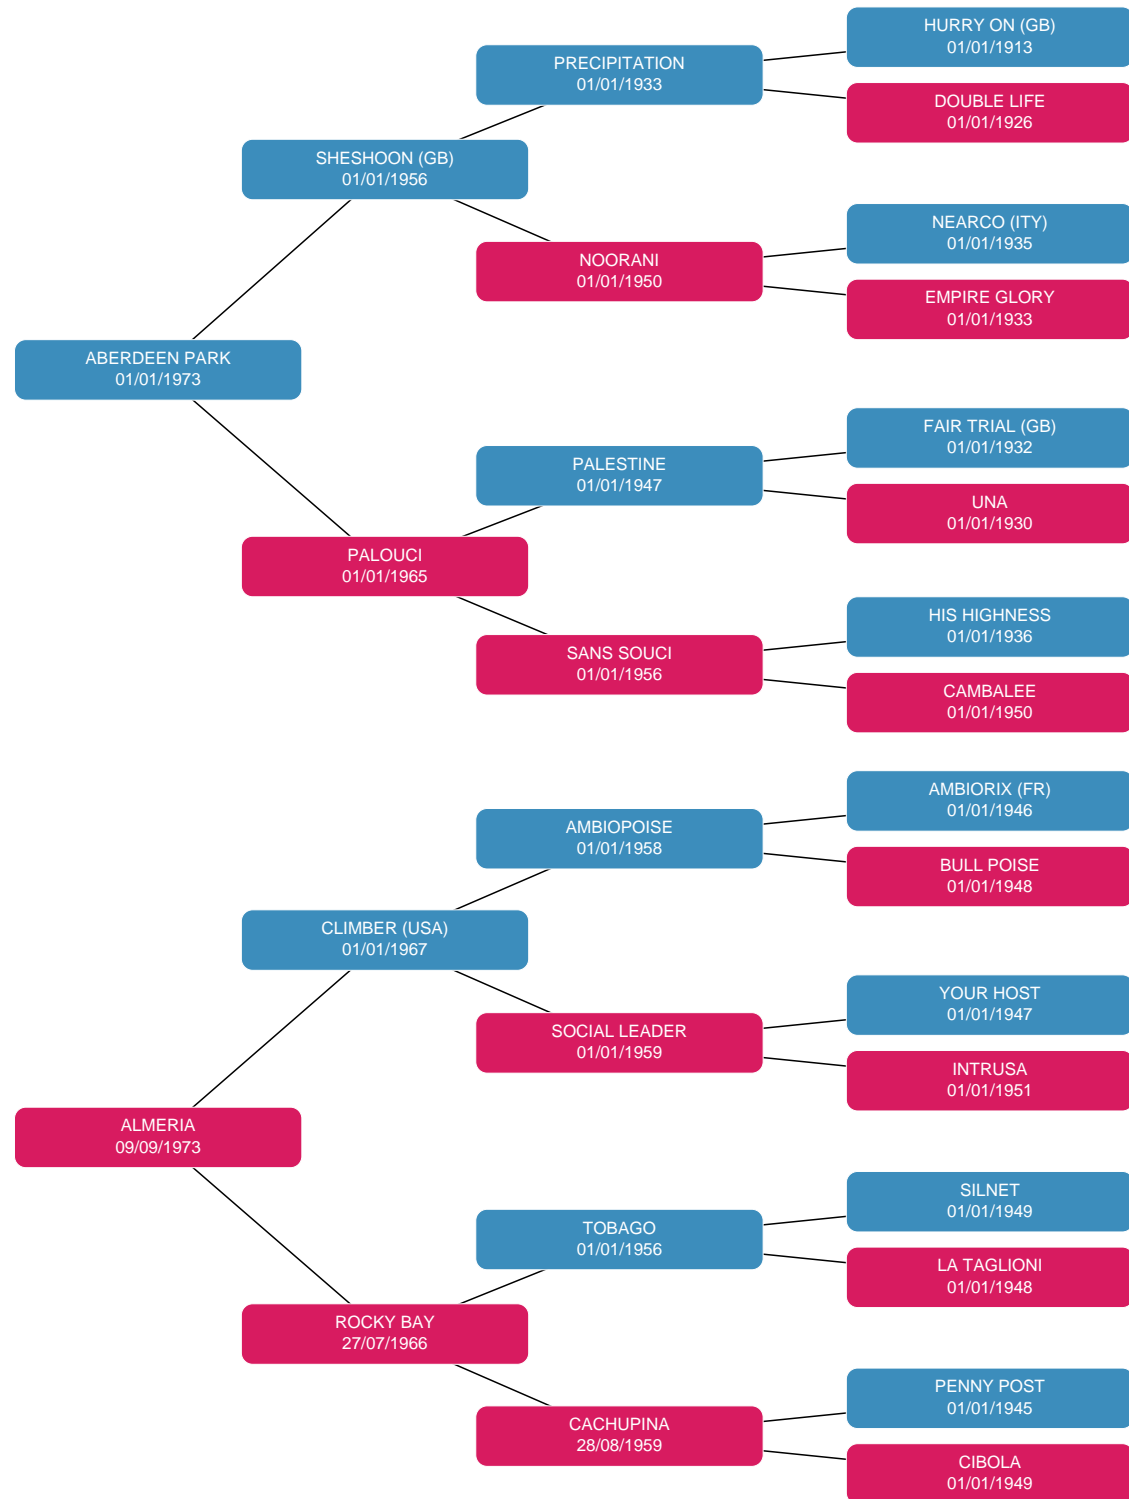 HURRY ON (GB)
01/01/1913
PRECIPITATION
01/01/1933
DOUBLE LIFE
01/01/1926
SHESHOON (GB)
01/01/1956
NEARCO (ITY)
01/01/1935
NOORANI
01/01/1950
EMPIRE GLORY
01/01/1933
ABERDEEN PARK
01/01/1973
FAIR TRIAL (GB)
01/01/1932
PALESTINE
01/01/1947
UNA
01/01/1930
PALOUCI
01/01/1965
HIS HIGHNESS
01/01/1936
SANS SOUCI
01/01/1956
CAMBALEE
01/01/1950
AMBIORIX (FR)
01/01/1946
AMBIOPOISE
01/01/1958
BULL POISE
01/01/1948
CLIMBER (USA)
01/01/1967
YOUR HOST
01/01/1947
SOCIAL LEADER
01/01/1959
INTRUSA
01/01/1951
ALMERIA
09/09/1973
SILNET
01/01/1949
TOBAGO
01/01/1956
LA TAGLIONI
01/01/1948
ROCKY BAY
27/07/1966
PENNY POST
01/01/1945
CACHUPINA
28/08/1959
CIBOLA
01/01/1949